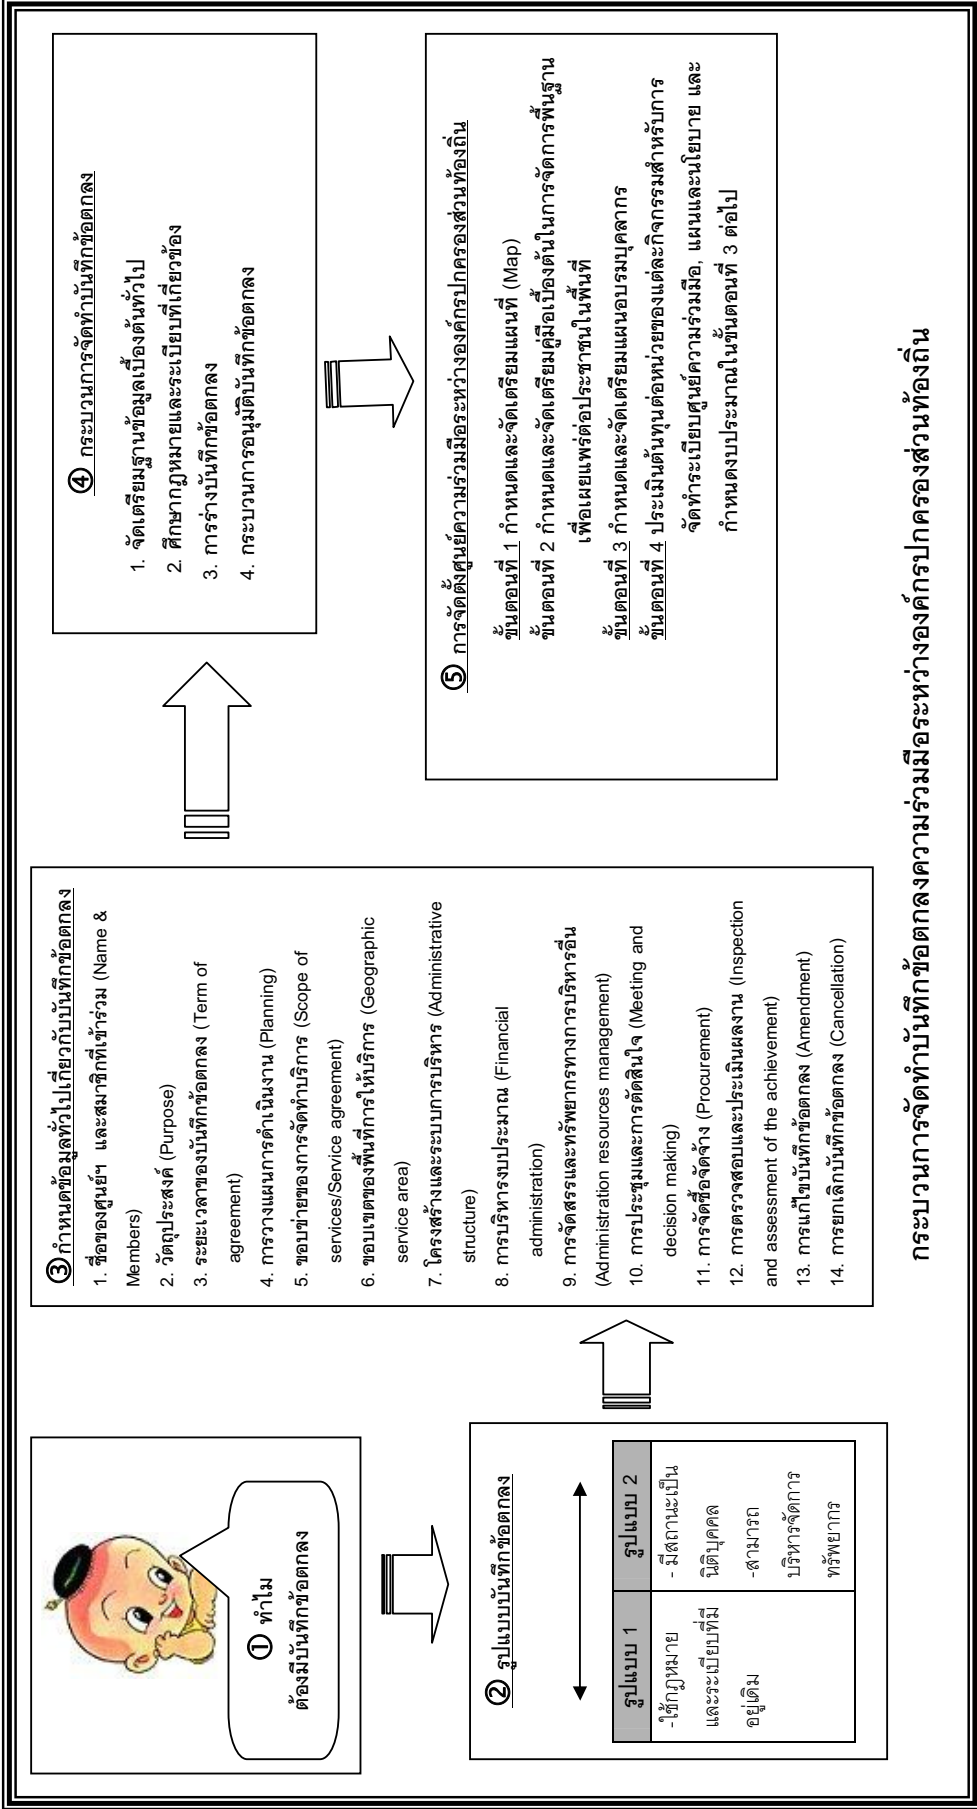 ① ทำไม
ต้องมีบันทึกข้อตกลง
② รูปแบบบันทึกข้อตกลง
รูปแบบ 1
-ใช้กฎหมาย
และระเบียบที่มี
อยู่เดิม
รูปแบบ 2
- มีสถานะเป็น
นิติบุคคล
-สามารถ
บริหารจัดการ
ทรัพยากร
③ กำหนดข้อมูลทั่วไปเกี่ยวกับบันทึกข้อตกลง
1. ชื่อของศูนย์ฯ และสมาชิกที่เข้าร่วม (Name &
Members)
2. วัตถุประสงค์ (Purpose)
3. ระยะเวลาของบันทึกข้อตกลง (Term of
agreement)
4. การวางแผนการดำเนินงาน (Planning)
5. ขอบข่ายของการจัดทำบริการ (Scope of
services/Service agreement)
6. ขอบเขตของพื้นที่การให้บริการ (Geographic
service area)
7. โครงสร้างและระบบการบริหาร (Administrative
structure)
8. การบริหารงบประมาณ (Financial
administration)
9. การจัดสรรและทรัพยากรทางการบริหารอื่น
(Administration resources management)
10. การประชุมและการตัดสินใจ (Meeting and
decision making)
11. การจัดซื้อจัดจ้าง (Procurement)
12. การตรวจสอบและประเมินผลงาน (Inspection
and assessment of the achievement)
13. การแก้ไขบันทึกข้อตกลง (Amendment)
14. การยกเลิกบันทึกข้อตกลง (Cancellation)
④ กระบวนการจัดทำบันทึกข้อตกลง
1. จัดเตรียมฐานข้อมูลเบื้องต้นทั่วไป
2. ศึกษากฎหมายและระเบียบที่เกี่ยวข้อง
3. การร่างบันทึกข้อตกลง
4. กระบวนการอนุมัติบันทึกข้อตกลง
⑤ การจัดตั้งศูนย์ความร่วมมือระหว่างองค์กรปกครองส่วนท้องถิ่น
ขั้นตอนที่ 1 กำหนดและจัดเตรียมแผนที่ (Map)
ขั้นตอนที่ 2 กำหนดและจัดเตรียมคู่มือเบื้องต้นในการจัดการพื้นฐาน
เพื่อเผยแพร่ต่อประชาชนในพื้นที่
ขั้นตอนที่ 3 กำหนดและจัดเตรียมแผนอบรมบุคลากร
ขั้นตอนที่ 4 ประเมินต้นทุนต่อหน่วยของแต่ละกิจกรรมสำหรับการ
จัดทำระเบียบศูนย์ความร่วมมือ, แผนและนโยบาย และ
กำหนดงบประมาณในขั้นตอนที่ 3 ต่อไป
กระบวนการจัดทำบันทึกข้อตกลงความร่วมมือระหว่างองค์กรปกครองส่วนท้องถิ่น